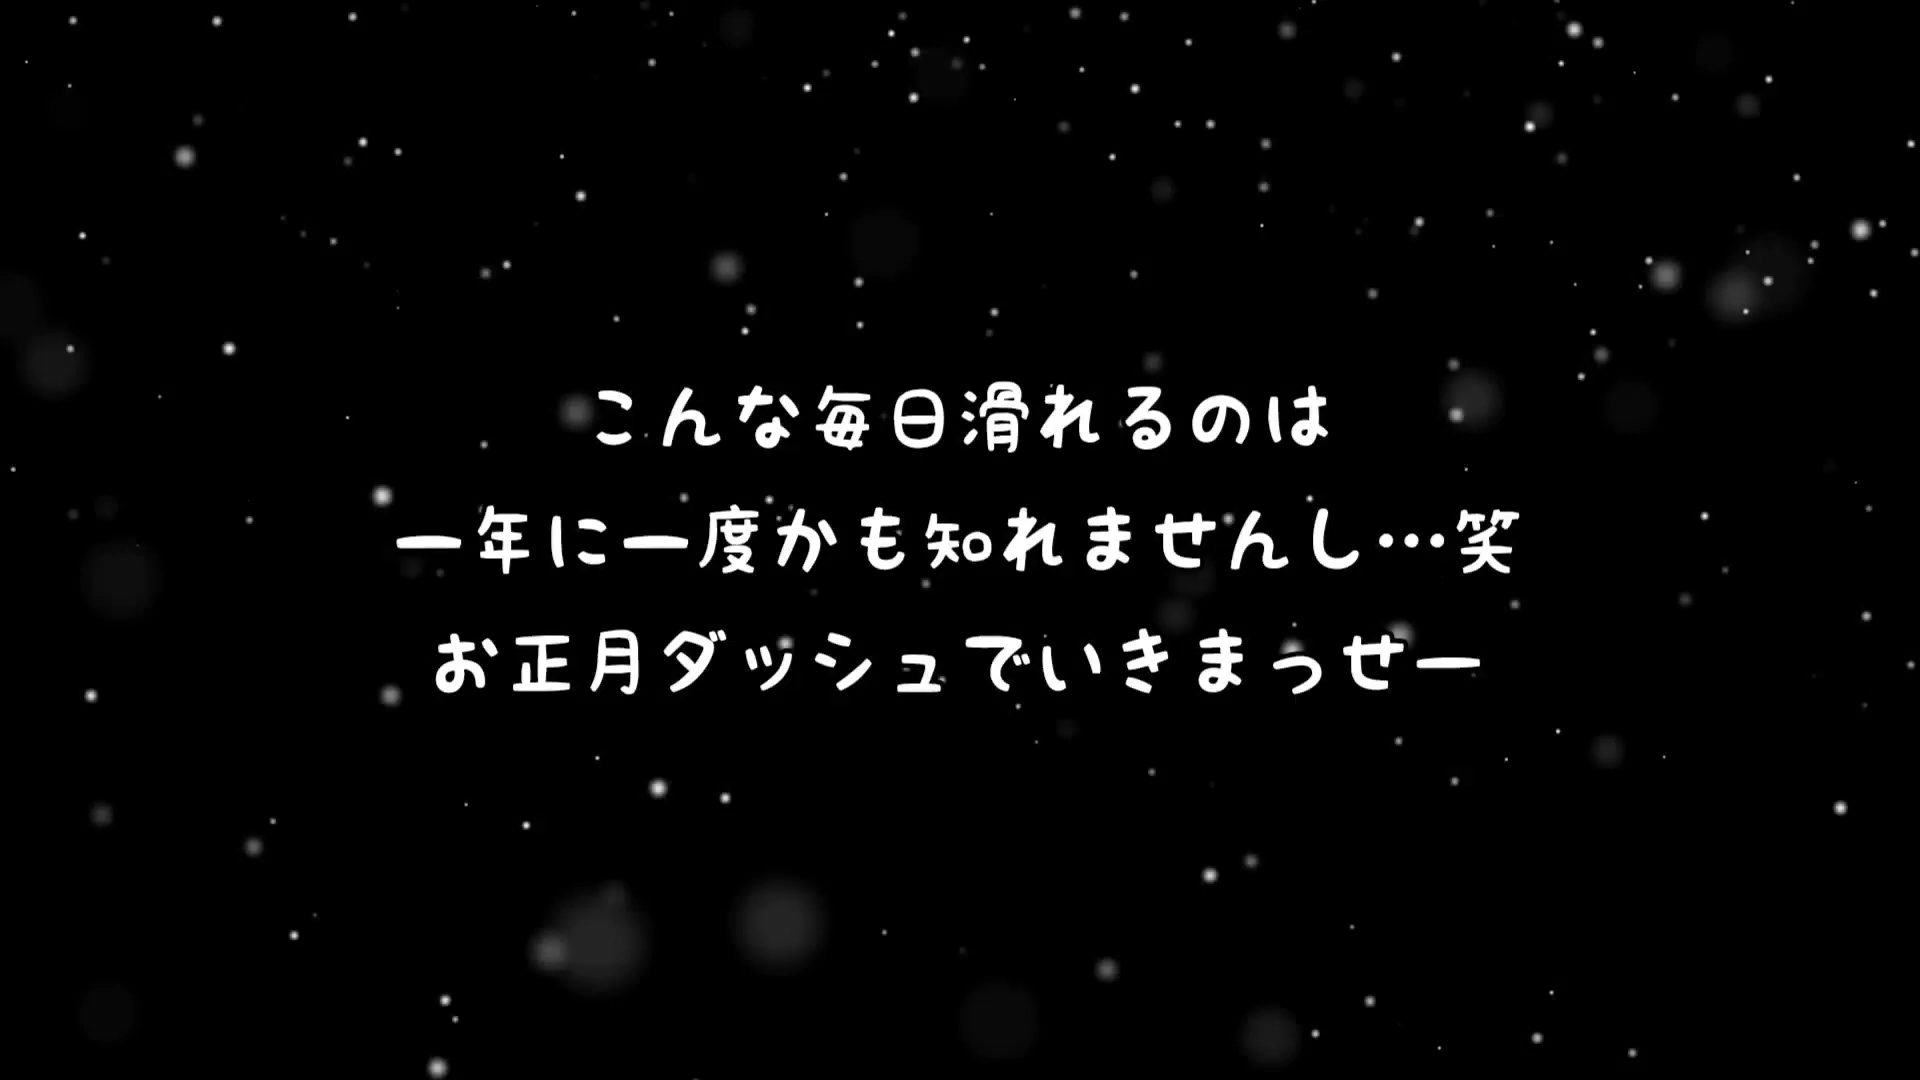 こんな毎日滑れるのは
一年に一度かも知れませんし…笑
お正月ダッシュでいきまっせー